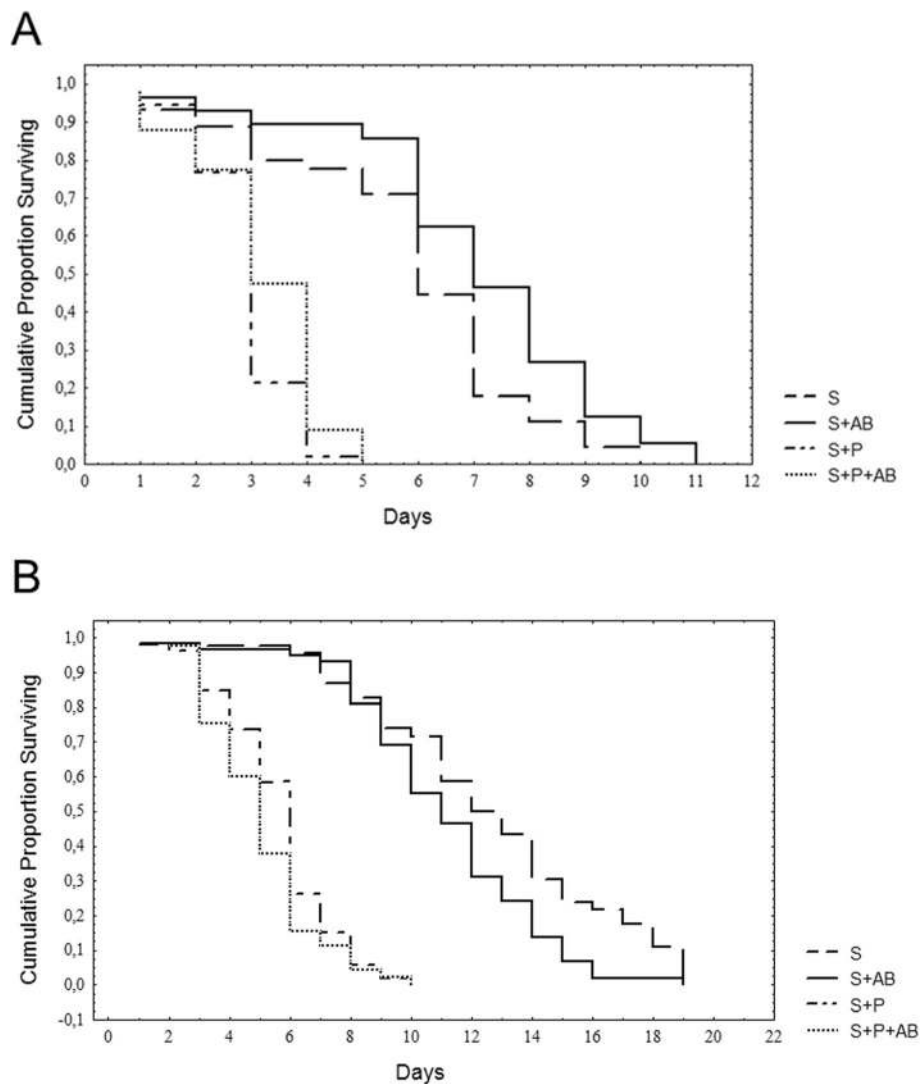 A
Cumulative Proportion Surviving
1,0
0,9
0,8
0,7
0,6
0,5
0,4
0,3
0,2
0,1
0,0
0 1 2 3 4 5 6 7 8 9 10 11 12
Days
S
S+AB
S+P
S+P+AB
B
Cumulative Proportion Surviving
1,0
0,9
0,8
0,7
0,6
0,5
0,4
0,3
0,2
0,1
0,0
-0,1
0 2 4 6 8 10 12 14 16 18 20 22
Days
S
S+AB
S+P
S+P+AB